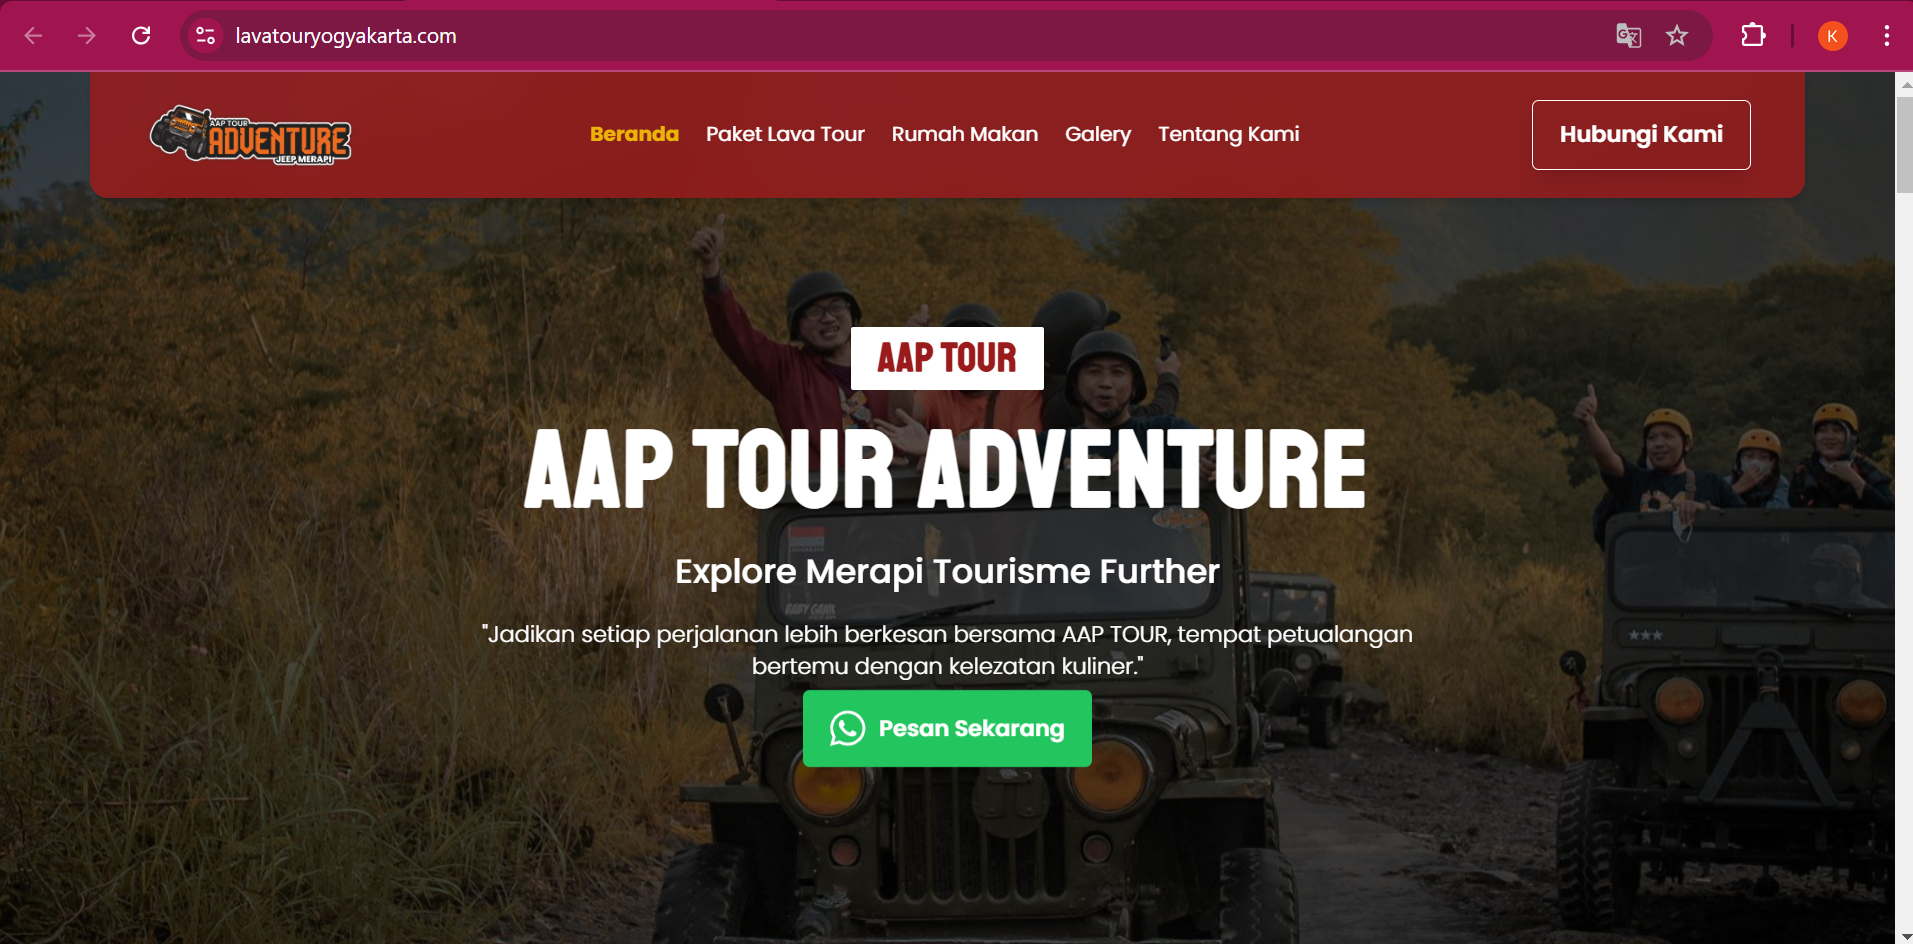 lavatouryogyakarta.com
K
AAP TOUR
ADVENTURE
JEEP MERAPI
Beranda
Paket Lava Tour
Rumah Makan
Galery
Tentang Kami
Hubungi Kami
AAP TOUR
AAP TOUR ADVENTURE
Explore Merapi Tourisme Further
"Jadikan setiap perjalanan lebih berkesan bersama AAP TOUR, tempat petualangan
bertemu dengan kelezatan kuliner."
Pesan Sekarang